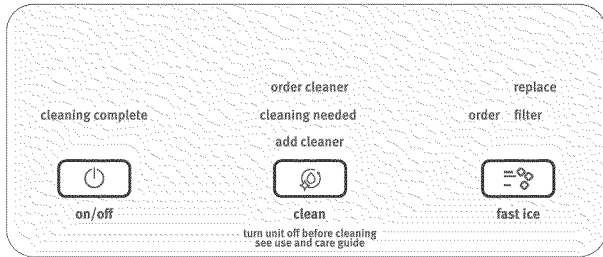 order cleaner
replace
cleaning complete
cleaning needed
order filter
add cleaner
on/off
clean
fast ice
turn unit off before cleaning
see use and care guide